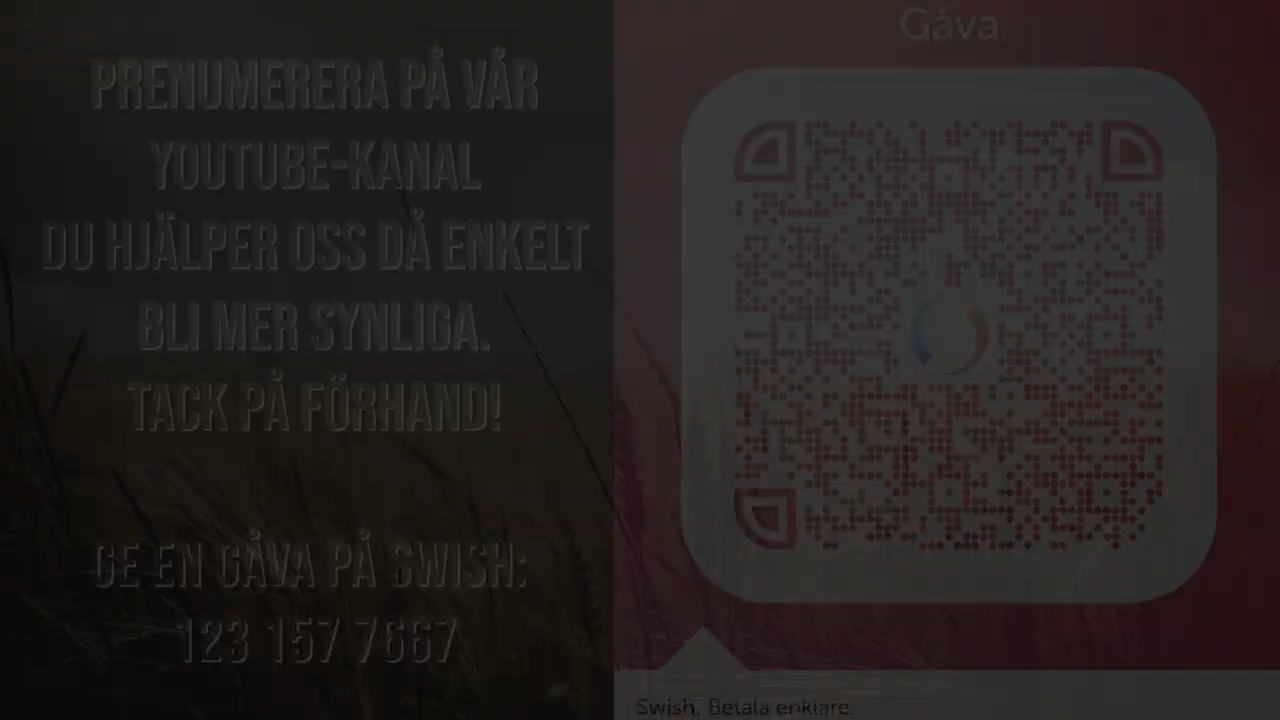 PRENUMERERA PÅ VÅR
YOUTUBE-KANAL
DU HJÄLPER OSS DÅ ENKELT
BLI MER SYNLIGA.
TACK PÅ FÖRHAND!
GE EN GÅVA PÅ SWISH:
123 157 7667
Gåva
Swish. Betala enklare.